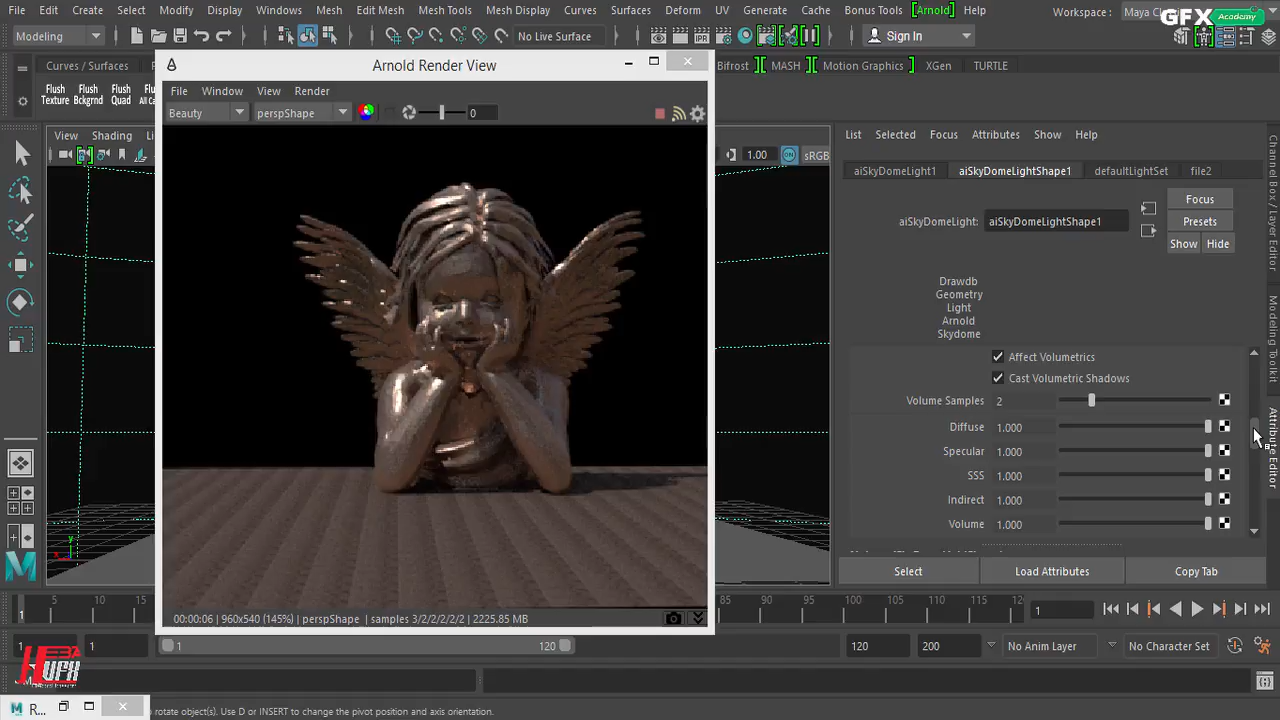 File Edit Create Select Modify Display Windows Mesh Edit Mesh Mesh Tools Mesh Display Curves Surfaces Deform UV Generate Cache Bonus Tools [Arnold] Help Workspace: Maya
GFX Academy
Modeling No Live Surface Sign In
Curves / Surfaces Bifrost MASH Motion Graphics XGen TURTLE
Arnold Render View
Flush Texture
Flush Bckgrnd
Flush Quad
Flush
File Window View Render
Beauty perspShape 0
View Shading 1.00 ON sRGB
List Selected Focus Attributes Show Help
aiSkyDomeLight1 aiSkyDomeLightShape1 defaultLightSet file2
aiSkyDomeLight: aiSkyDomeLightShape1
Focus
Presets
Show Hide
Drawdb
Geometry
Light
Arnold
Skydome
Affect Volumetrics
Cast Volumetric Shadows
Volume Samples 2
Diffuse 1.000
Specular 1.000
SSS 1.000
Indirect 1.000
Volume 1.000
Select Load Attributes Copy Tab
Channel Box / Layer Editor
Modeling Toolkit
Attribute Editor
00:00:06 | 960x540 (145%) | perspShape | samples 3/2/2/2/2/2 | 2225.85 MB
1 5 10 15 85 90 95 100 105 110 115 12 1
1 1 1 120 120 200 No Anim Layer No Character Set
HEBA
VFX
R...
rotate object(s). Use D or INSERT to change the pivot position and axis orientation.